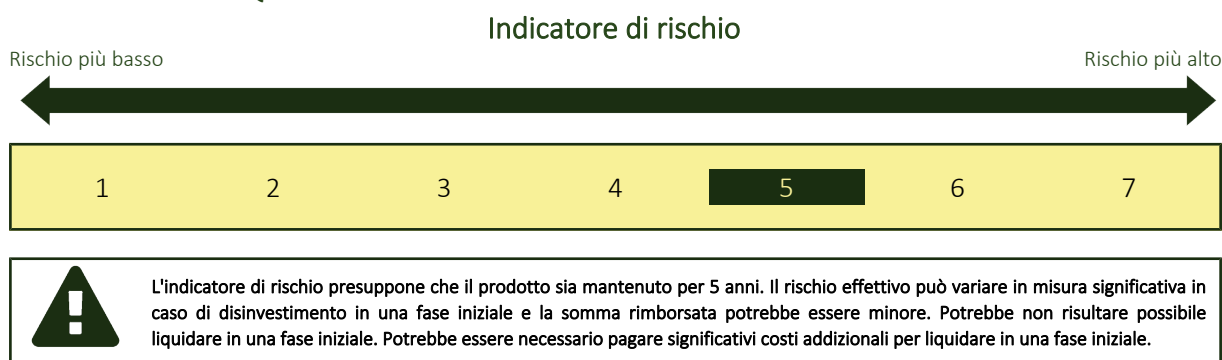 Indicatore di rischio
Rischio più basso
Rischio più alto
1 2 3 4 5 6 7
L'indicatore di rischio presuppone che il prodotto sia mantenuto per 5 anni. Il rischio effettivo può variare in misura significativa in
caso di disinvestimento in una fase iniziale e la somma rimborsata potrebbe essere minore. Potrebbe non risultare possibile
liquidare in una fase iniziale. Potrebbe essere necessario pagare significativi costi addizionali per liquidare in una fase iniziale.